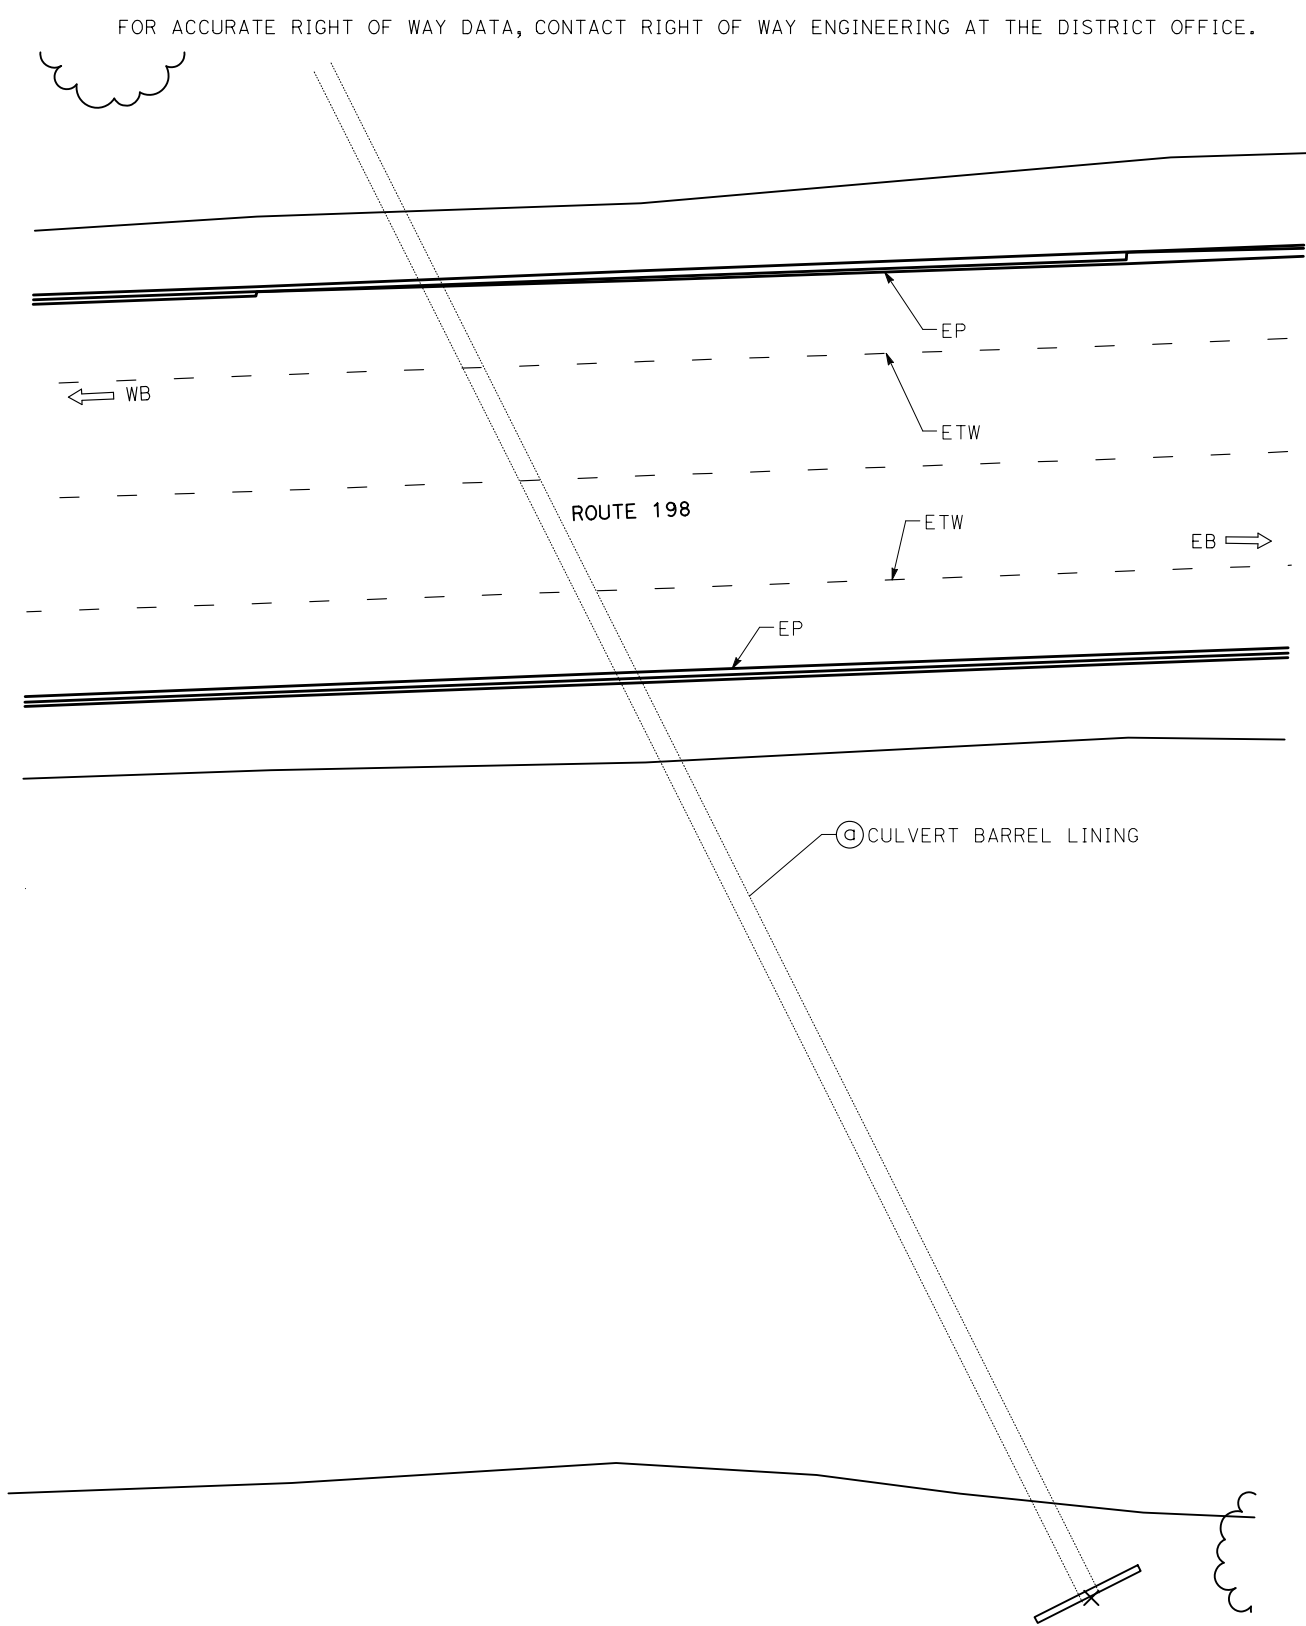 FOR ACCURATE RIGHT OF WAY DATA, CONTACT RIGHT OF WAY ENGINEERING AT THE DISTRICT OFFICE.
EP
WB
ETW
ROUTE 198
ETW
EB
EP
a CULVERT BARREL LINING